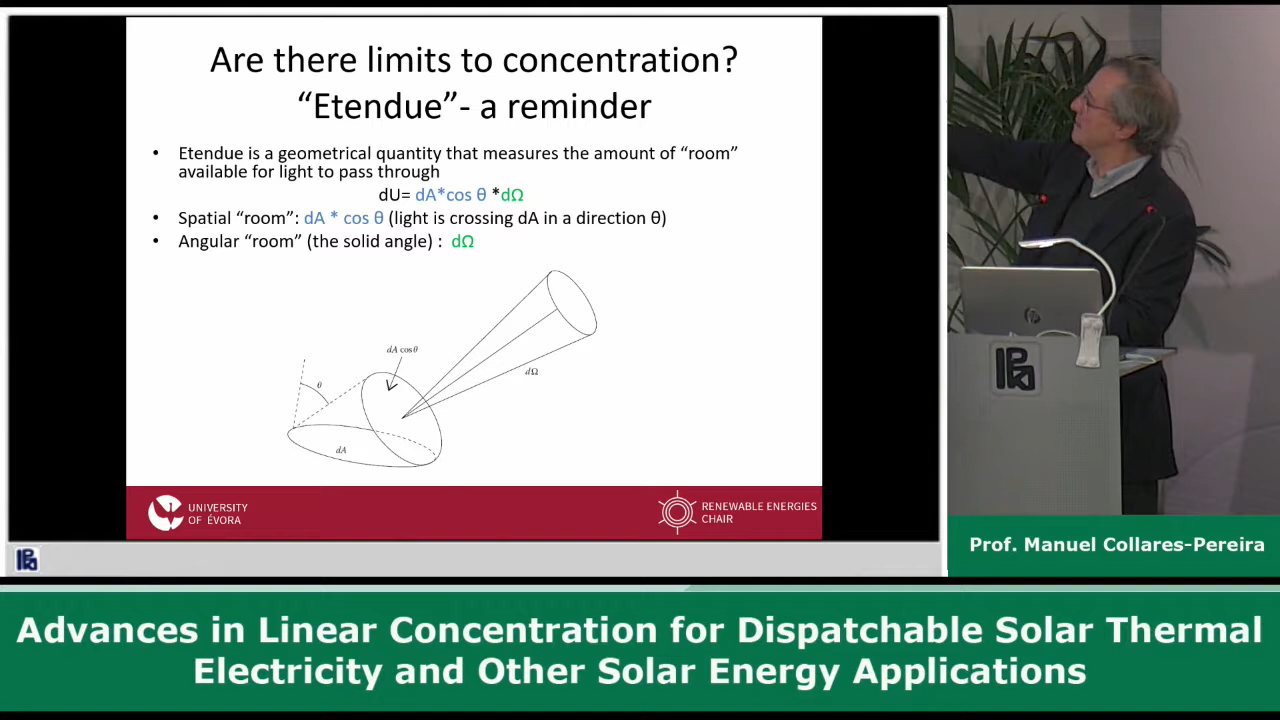 Are there limits to concentration?
“Etendue”- a reminder
• Etendue is a geometrical quantity that measures the amount of “room”
available for light to pass through
dU= dA*cos θ *dΩ
• Spatial “room”: dA * cos θ (light is crossing dA in a direction θ)
• Angular “room” (the solid angle) : dΩ
dA cosθ
θ
dΩ
dA
UNIVERSITY
OF ÉVORA
RENEWABLE ENERGIES
CHAIR
Prof. Manuel Collares-Pereira
Advances in Linear Concentration for Dispatchable Solar Thermal
Electricity and Other Solar Energy Applications